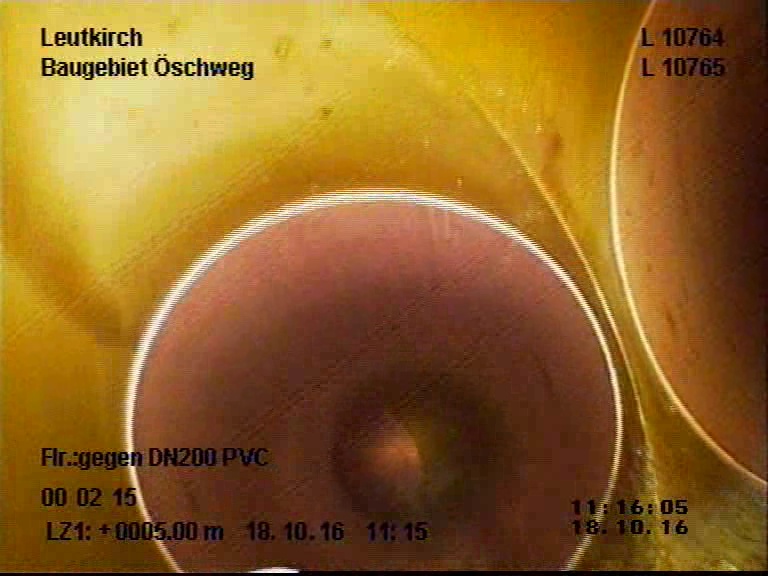 Leutkirch
L 10764
Baugebiet Öschweg
L 10765
Flr.:gegen DN200 PVC
00 02 15
11:16:05
LZ1: +0005.00 m 18.10.16 11:15
18.10.16